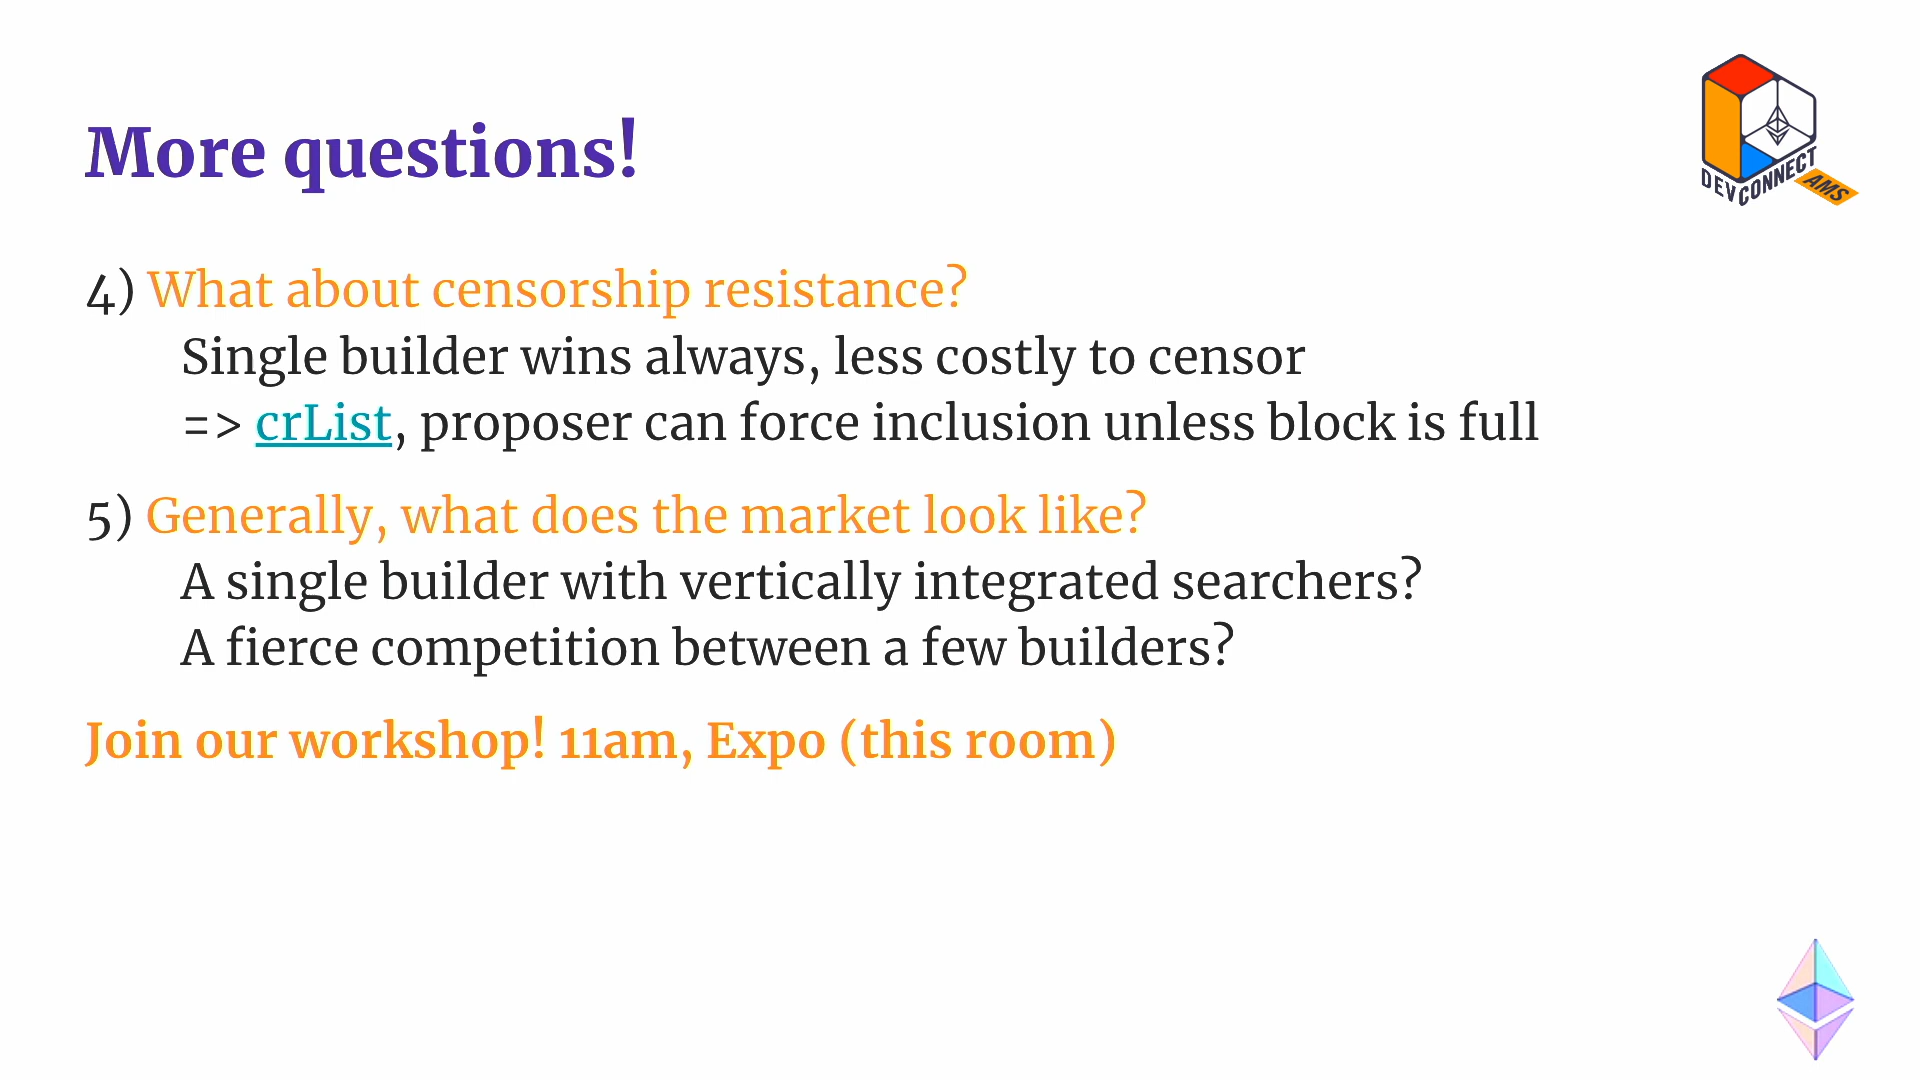 More questions!
DEVCONNECT
AMS
4) What about censorship resistance?
Single builder wins always, less costly to censor
=> crList, proposer can force inclusion unless block is full
5) Generally, what does the market look like?
A single builder with vertically integrated searchers?
A fierce competition between a few builders?
Join our workshop! 11am, Expo (this room)